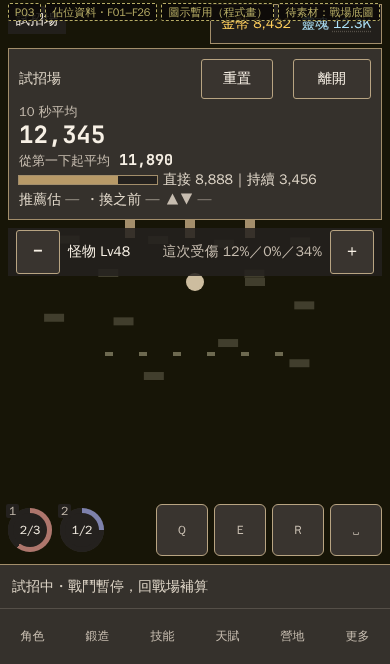 P03 佔位資料・F01—F26 圖示暫用（程式畫） 待素材：戰場底圖
試招場 金幣 8,432 靈魂 12.3K
試招場 重置 離開
10 秒平均
12,345
從第一下起平均 11,890
直接 8,888｜持續 3,456
推薦估 — ・換之前 — ▲▼ —
− 怪物 Lv48 這次受傷 12%／0%／34% ＋
1 2/3 2 1/2 Q E R ␣
試招中・戰鬥暫停，回戰場補算
角色 鍛造 技能 天賦 營地 更多